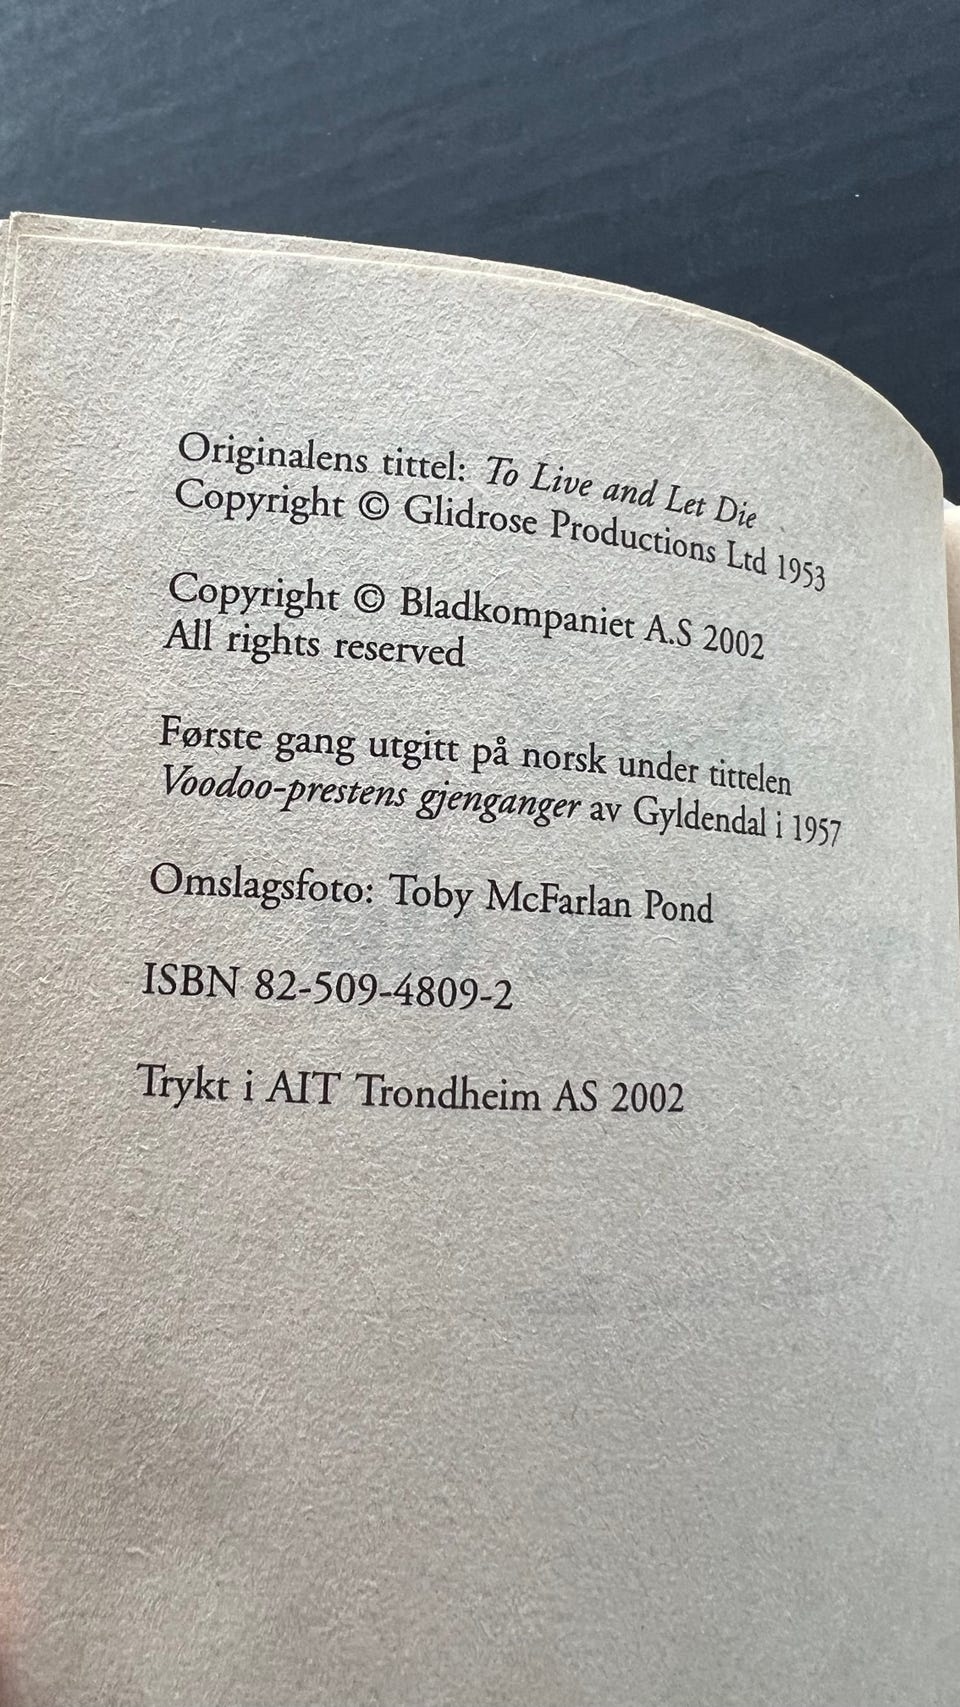 Originalens tittel: To Live and Let Die
Copyright © Glidrose Productions Ltd 1953
Copyright © Bladkompaniet A.S 2002
All rights reserved
Første gang utgitt på norsk under tittelen
Voodoo-prestens gjenganger av Gyldendal i 1957
Omslagsfoto: Toby McFarlan Pond
ISBN 82-509-4809-2
Trykt i AIT Trondheim AS 2002